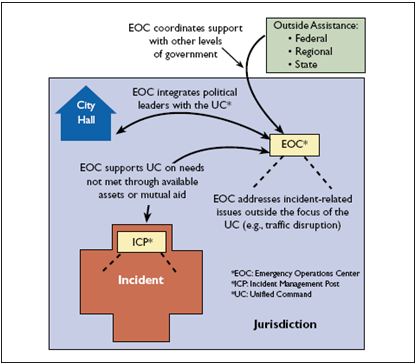 EOC coordinates support
with other levels
of government
Outside Assistance:
• Federal
• Regional
• State
City
Hall
EOC integrates political
leaders with the UC*
EOC*
EOC supports UC on needs
not met through available
assets or mutual aid
EOC addresses incident-related
issues outside the focus of the
UC (e.g., traffic disruption)
ICP*
Incident
*EOC: Emergency Operations Center
*ICP: Incident Management Post
*UC: Unified Command
Jurisdiction